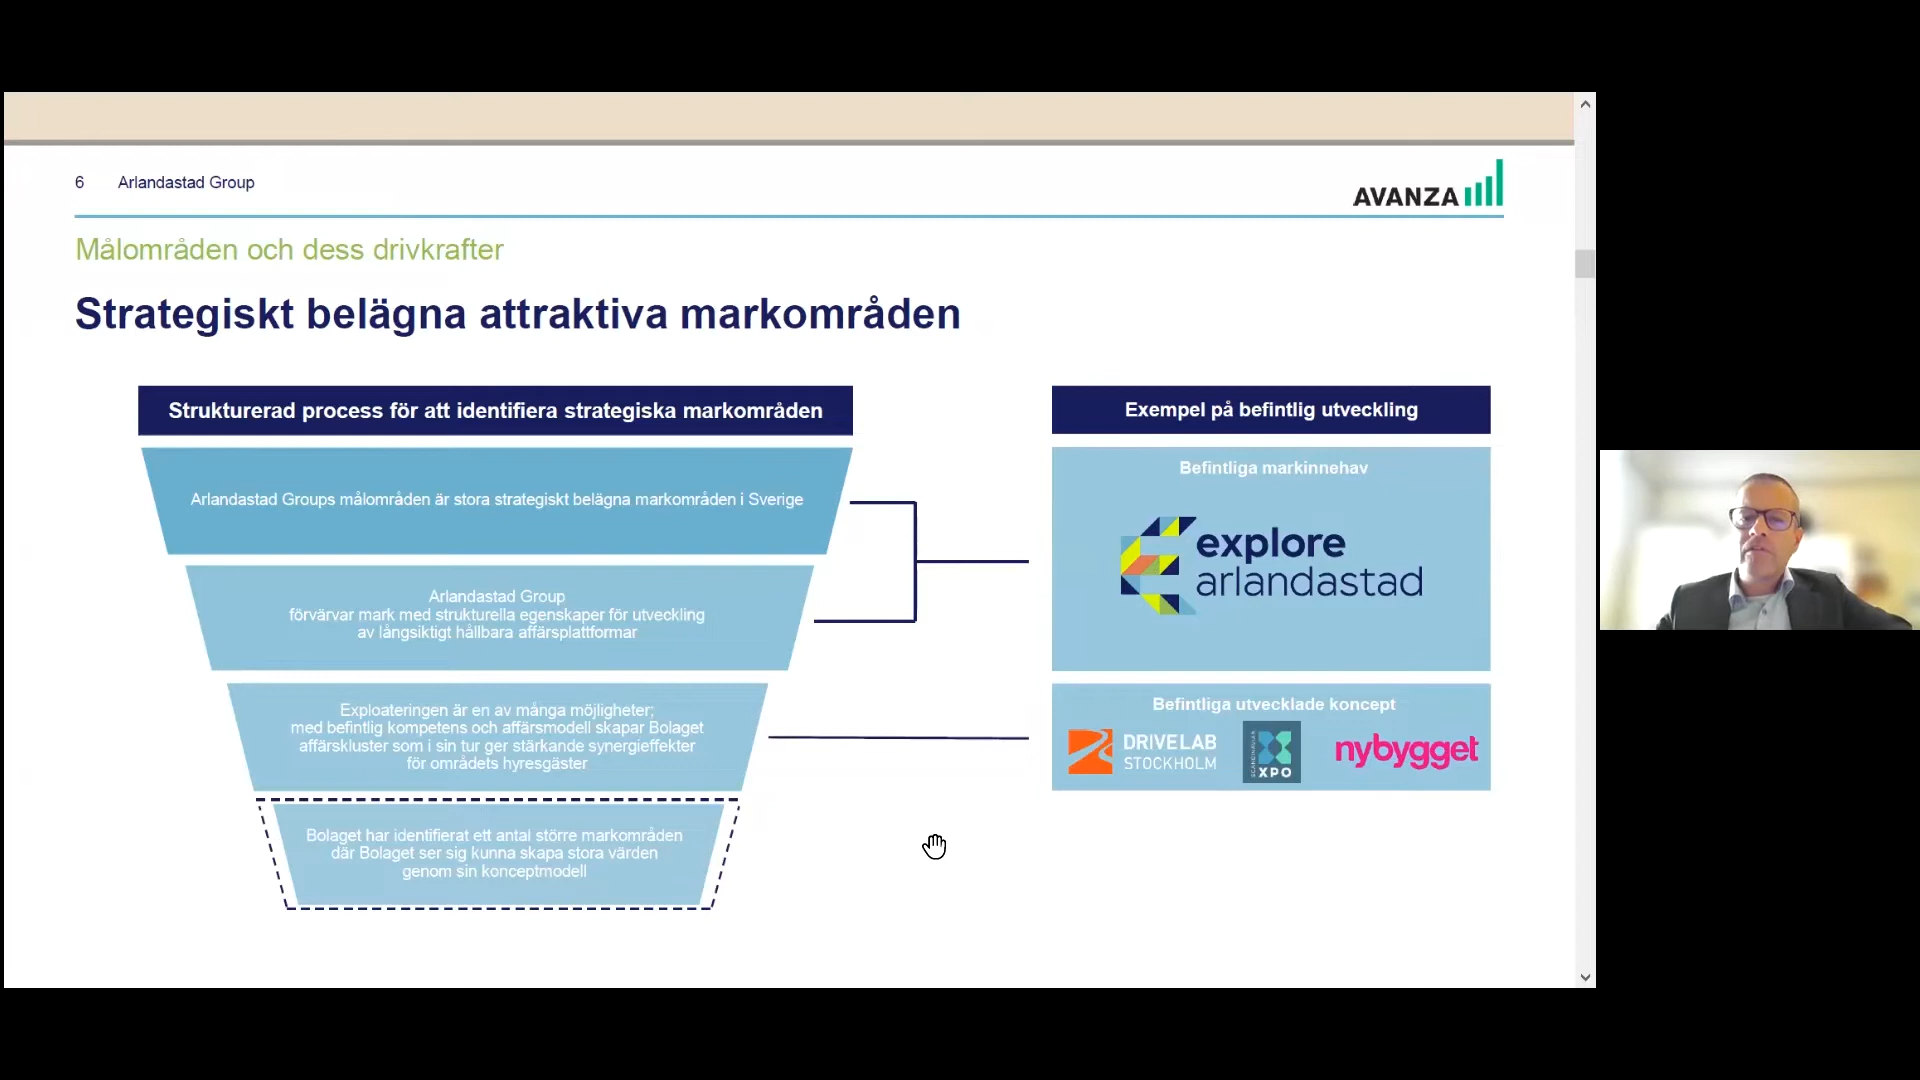 6 Arlandastad Group
AVANZA
Målområden och dess drivkrafter
Strategiskt belägna attraktiva markområden
Strukturerad process för att identifiera strategiska markområden
Arlandastad Groups målområden är stora strategiskt belägna markområden i Sverige
Arlandastad Group
förvärvar mark med strukturella egenskaper för utveckling
av långsiktigt hållbara affärsplattformar
Exploateringen är en av många möjligheter;
med befintlig kompetens och affärsmodell skapar Bolaget
affärskluster som i sin tur ger stärkande synergieffekter
för områdets hyresgäster
Bolaget har identifierat ett antal större markområden
där Bolaget ser sig kunna skapa stora värden
genom sin konceptmodell
Exempel på befintlig utveckling
Befintliga markinnehav
explore
arlandastad
Befintliga utvecklade koncept
DRIVELAB
STOCKHOLM
SCANDINAVIAN
XPO
nybygget